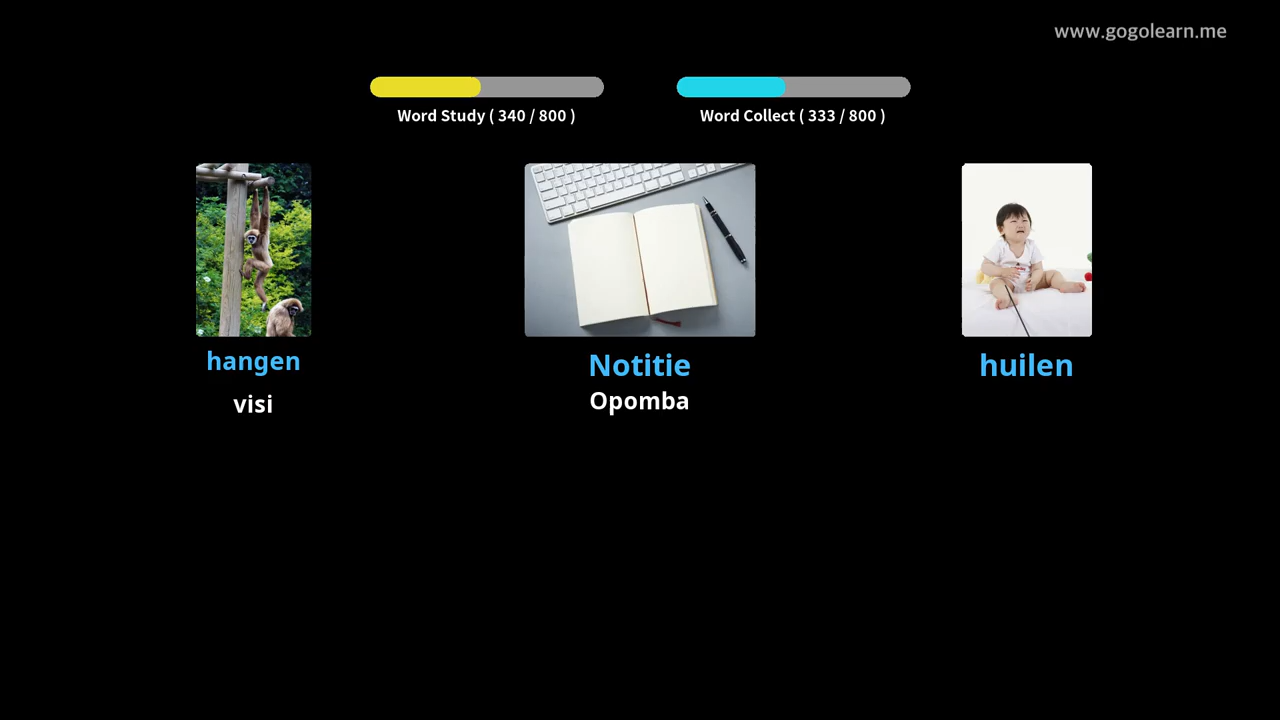 www.gogolearn.me
Word Study ( 340 / 800 )
Word Collect ( 333 / 800 )
hangen
visi
Notitie
Opomba
huilen